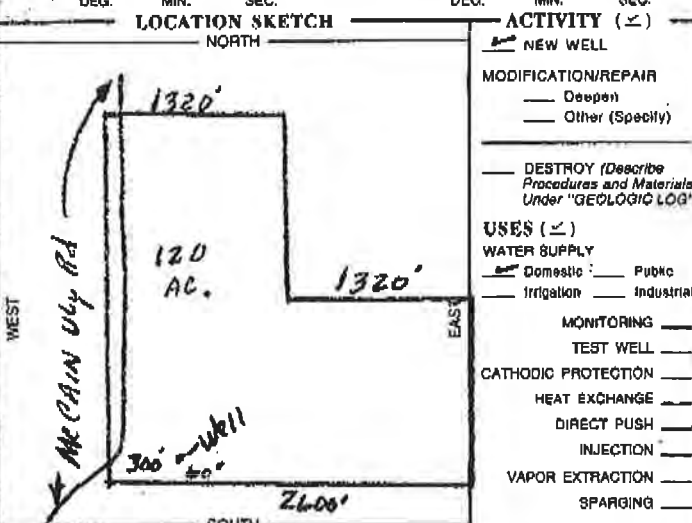 DEG. MIN. SEC. DEG. MIN. SEC.
LOCATION SKETCH
NORTH
1320'
120
AC.
1320'
WEST
EAST
McCAIN Vly Rd
300'
Well
40'
2600'
SOUTH
ACTIVITY (✓)
NEW WELL
MODIFICATION/REPAIR
Deepen
Other (Specify)
DESTROY (Describe
Procedures and Materials
Under "GEOLOGIC LOG"
USES (✓)
WATER SUPPLY
Domestic Public
Irrigation Industrial
MONITORING
TEST WELL
CATHODIC PROTECTION
HEAT EXCHANGE
DIRECT PUSH
INJECTION
VAPOR EXTRACTION
SPARGING